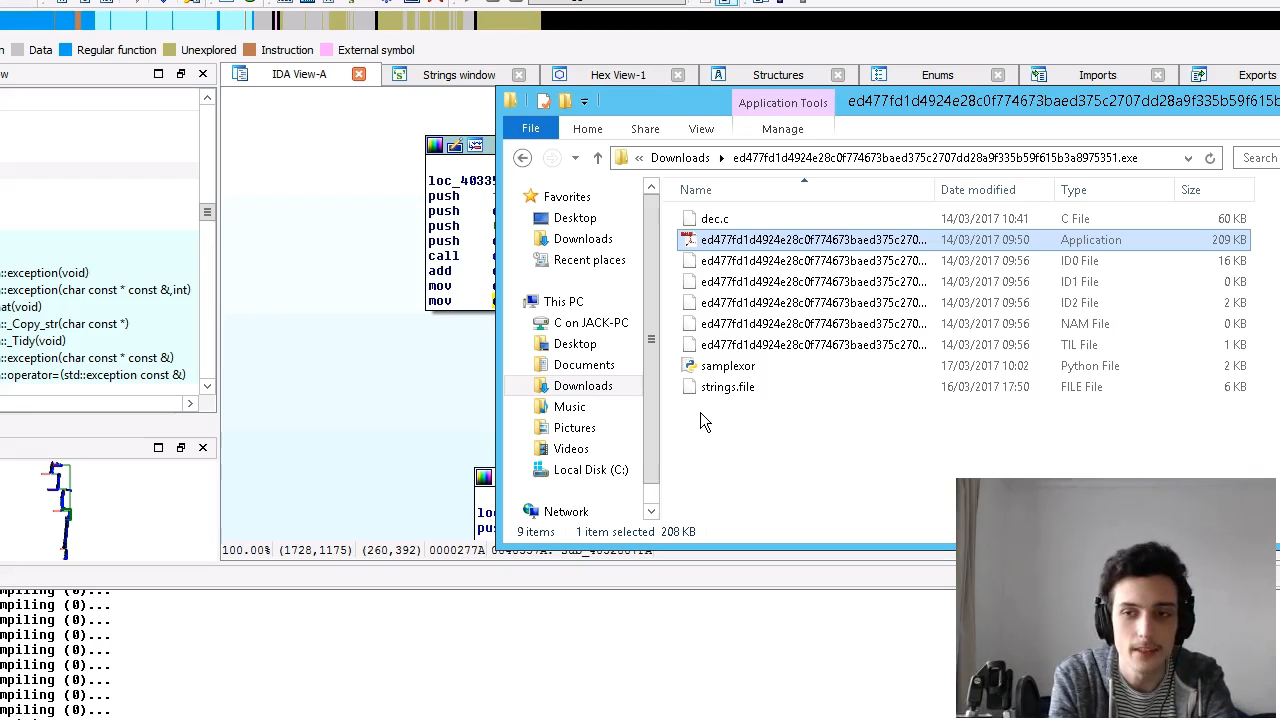 Data
Regular function
Unexplored
Instruction
External symbol
IDA View-A
Strings window
Hex View-1
Structures
Enums
Imports
Exports
Application Tools
File
Home
Share
View
Manage
« Downloads ▸ ed477fd1d4924e28c0f774673baed375c2707dd28a9f335b59f615b3a8975351.exe
Search
Favorites
Desktop
Downloads
Recent places
This PC
C on JACK-PC
Desktop
Documents
Downloads
Music
Pictures
Videos
Local Disk (C:)
Network
Name Date modified Type Size
dec.c 14/03/2017 10:41 C File 60 KB
ed477fd1d4924e28c0f774673baed375c270... 14/03/2017 09:50 Application 209 KB
ed477fd1d4924e28c0f774673baed375c270... 14/03/2017 09:56 ID0 File 16 KB
ed477fd1d4924e28c0f774673baed375c270... 14/03/2017 09:56 ID1 File 0 KB
ed477fd1d4924e28c0f774673baed375c270... 14/03/2017 09:56 ID2 File
ed477fd1d4924e28c0f774673baed375c270... 14/03/2017 09:56 NAM File
ed477fd1d4924e28c0f774673baed375c270... 14/03/2017 09:56 TIL File 1 KB
samplexor 17/03/2017 10:02 Python File 2 KB
strings.file 16/03/2017 17:50 FILE File 6 KB
9 items 1 item selected 208 KB
loc_40335
push
push
push
push
call
add
mov
mov
::exception(void)
::exception(char const * const &,int)
at(void)
::_Copy_str(char const *)
::_Tidy(void)
::exception(char const * const &)
::operator=(std::exception const &)
100.00% (1728,1175) (260,392) 0000277A
mpiling (0)...
mpiling (0)...
mpiling (0)...
mpiling (0)...
mpiling (0)...
mpiling (0)...
mpiling (0)...
mpiling (0)...
mpiling (0)...